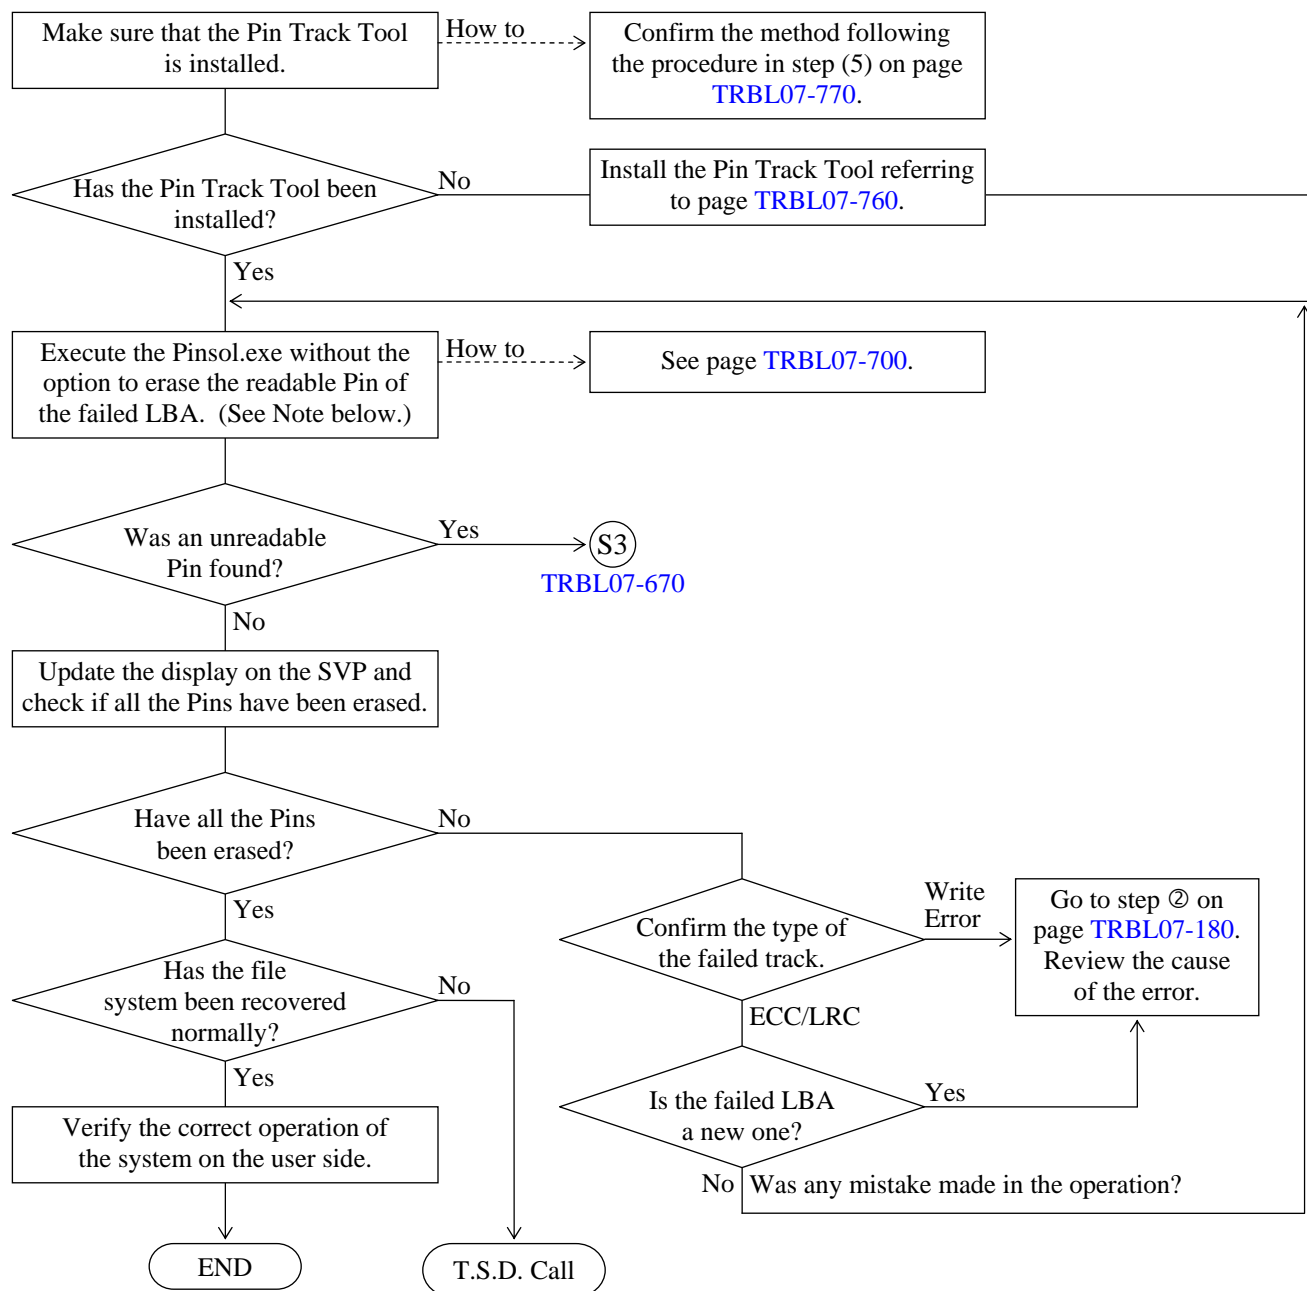 Make sure that the Pin Track Tool
is installed.
How to
Confirm the method following
the procedure in step (5) on page
TRBL07-770.
Has the Pin Track Tool been
installed?
No
Install the Pin Track Tool referring
to page TRBL07-760.
Yes
Execute the Pinsol.exe without the
option to erase the readable Pin of
the failed LBA.  (See Note below.)
How to
See page TRBL07-700.
Was an unreadable
Pin found?
Yes
S3
TRBL07-670
No
Update the display on the SVP and
check if all the Pins have been erased.
Have all the Pins
been erased?
No
Yes
Confirm the type of
the failed track.
Write
Error
Go to step ② on
page TRBL07-180.
Review the cause
of the error.
Has the file
system been recovered
normally?
No
ECC/LRC
Yes
Is the failed LBA
a new one?
Yes
Verify the correct operation of
the system on the user side.
No
Was any mistake made in the operation?
END
T.S.D. Call